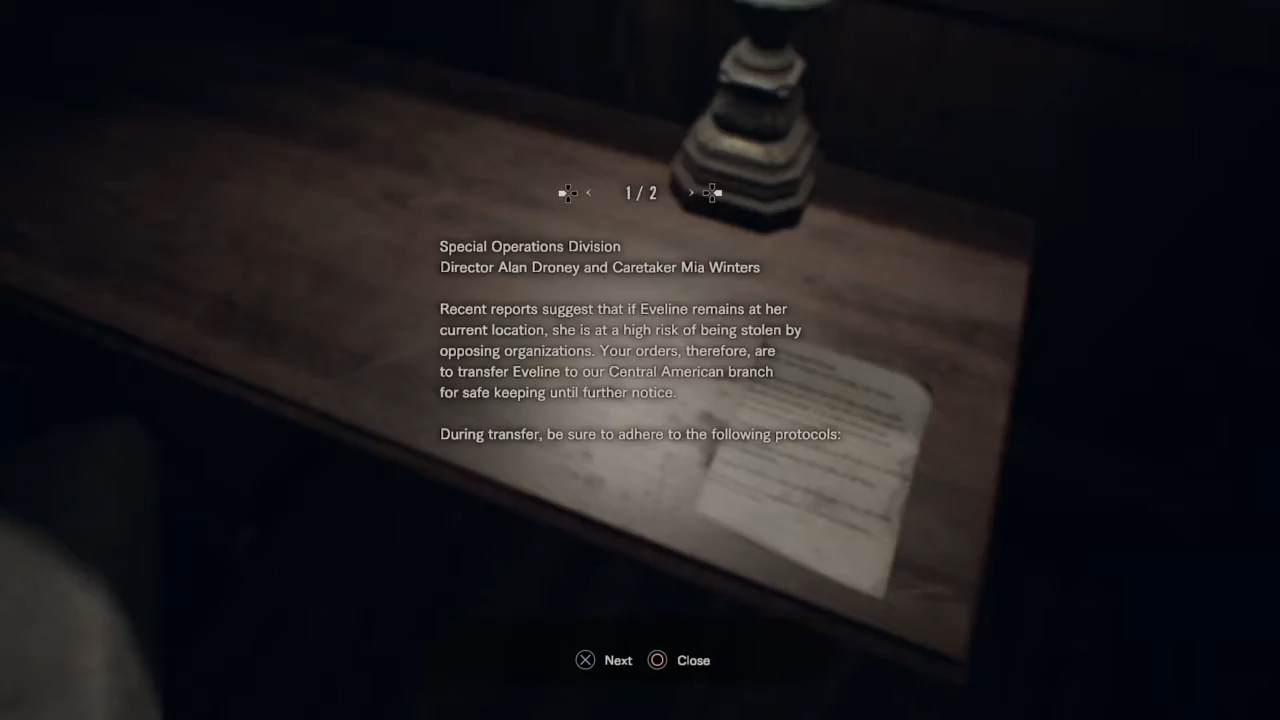 1 / 2
Special Operations Division
Director Alan Droney and Caretaker Mia Winters
Recent reports suggest that if Eveline remains at her
current location, she is at a high risk of being stolen by
opposing organizations. Your orders, therefore, are
to transfer Eveline to our Central American branch
for safe keeping until further notice.
During transfer, be sure to adhere to the following protocols:
Next Close